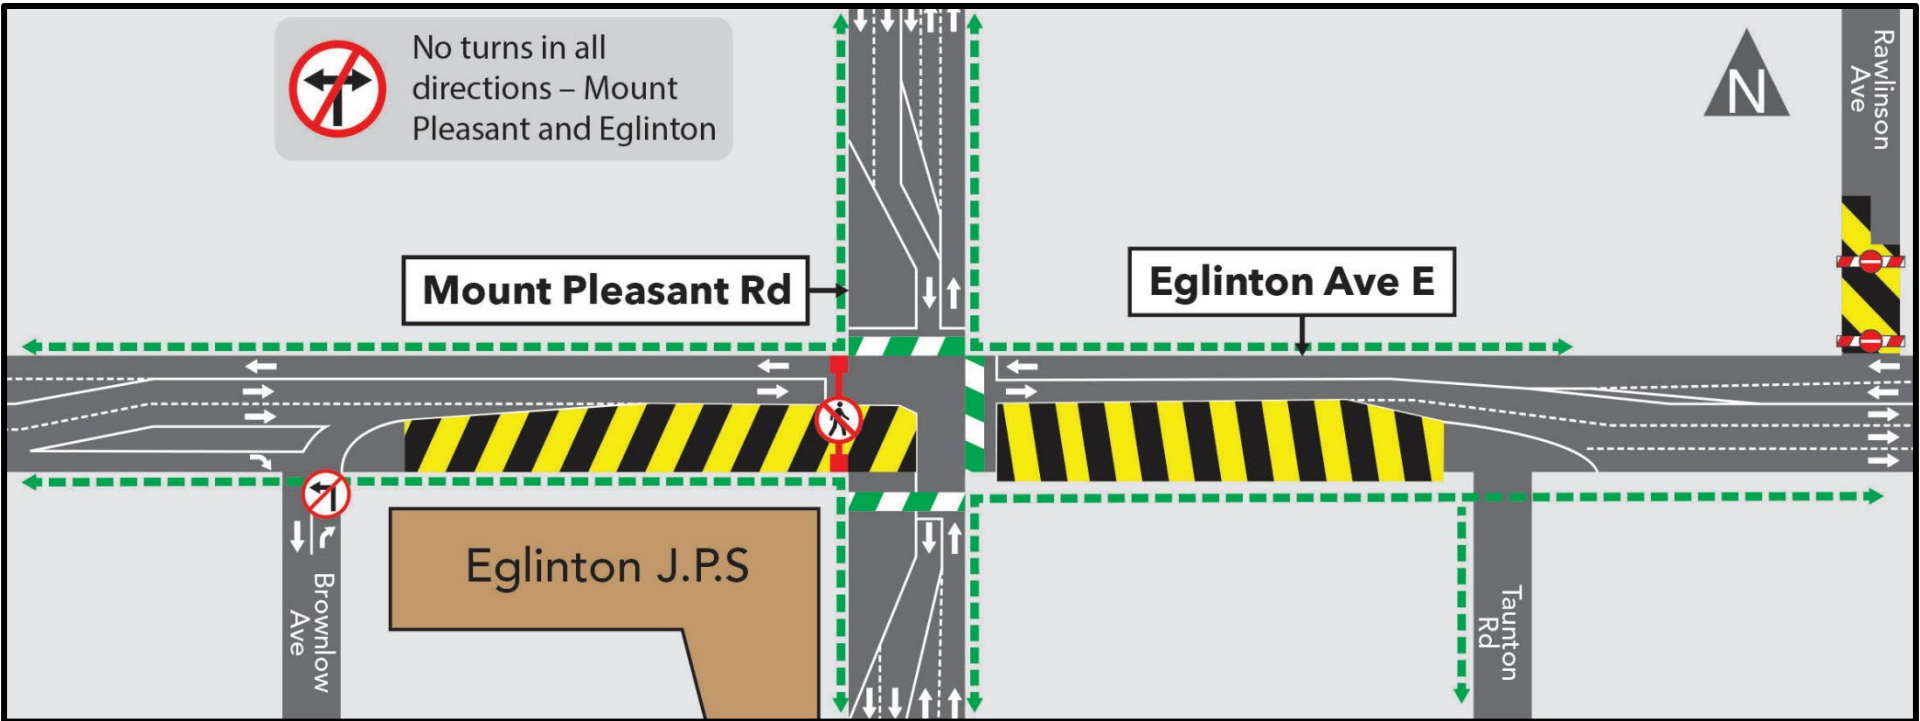 No turns in all
directions – Mount
Pleasant and Eglinton
N
Rawlinson
Ave
Mount Pleasant Rd
Eglinton Ave E
Eglinton J.P.S
Brownlow
Ave
Taunton
Rd